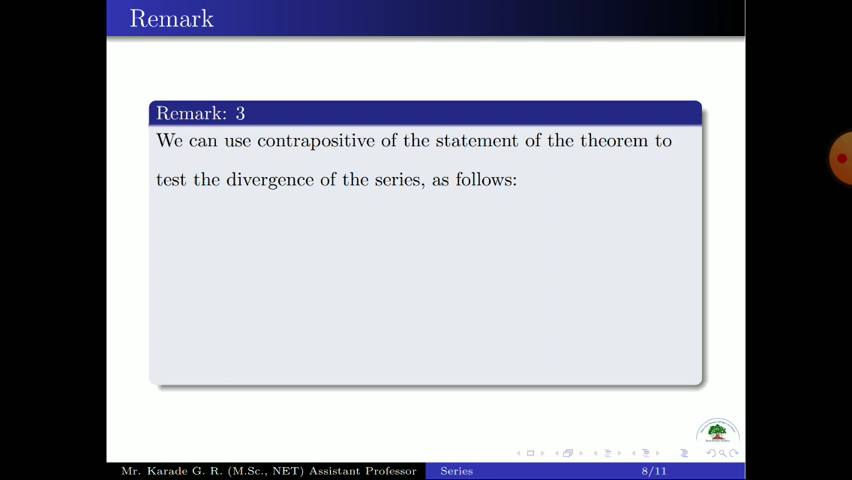 Remark
Remark: 3
We can use contrapositive of the statement of the theorem to
test the divergence of the series, as follows:
Mr. Karade G. R. (M.Sc., NET) Assistant Professor
Series
8/11